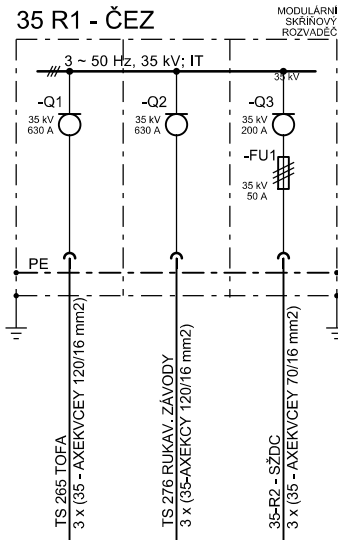 35 R1 - ČEZ
MODULÁRNÍ
SKŘÍŇOVÝ
ROZVADĚČ
3 ~ 50 Hz, 35 kV; IT
35 kV
-Q1
35 kV
630 A
-Q2
35 kV
630 A
-Q3
35 kV
200 A
-FU1
35 kV
50 A
PE
TS 265 TOFA
3 x (35 - AXEKVCEY 120/16 mm2)
TS 276 RUKAV. ZÁVODY
3 x (35-AXEKCY 120/16 mm2)
35-R2 - SŽDC
3 x (35 - AXEKVCEY 70/16 mm2)